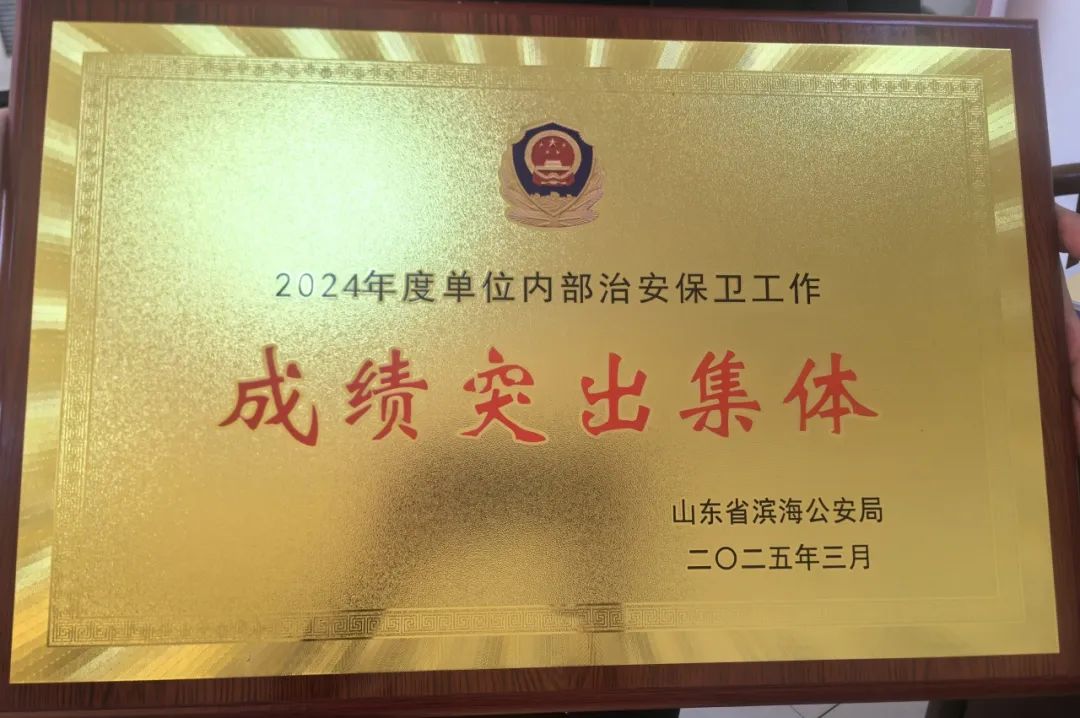 2024年度单位内部治安保卫工作
成绩突出集体
山东省滨海公安局
二〇二五年三月